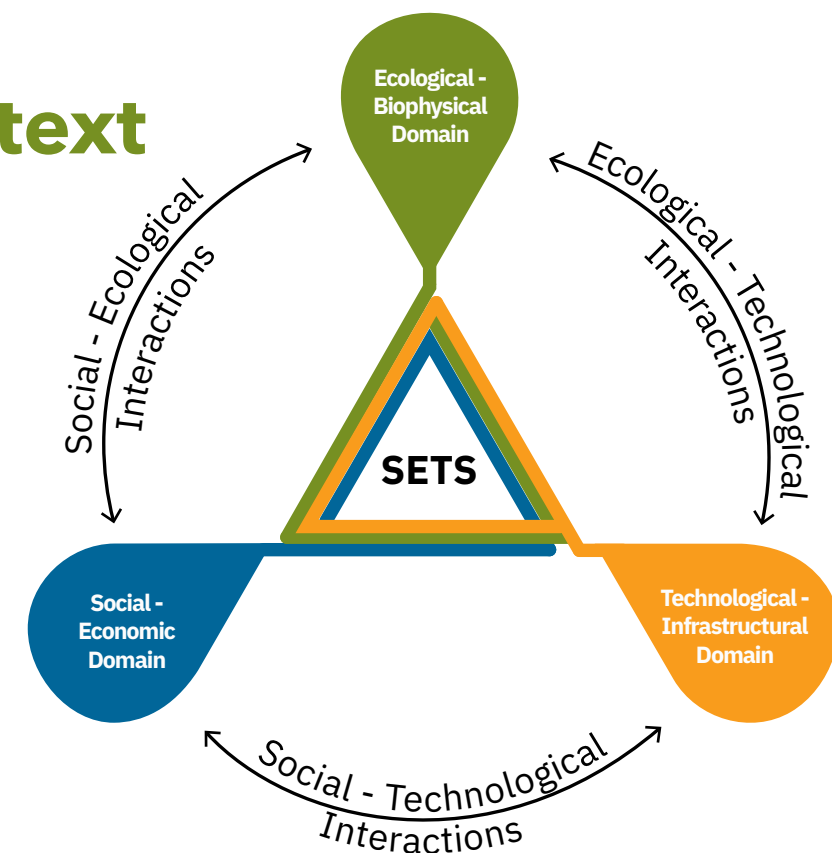 text
Ecological -
Biophysical
Domain
Social - Ecological
Interactions
Ecological - Technological
Interactions
SETS
Social -
Economic
Domain
Technological -
Infrastructural
Domain
Social - Technological
Interactions